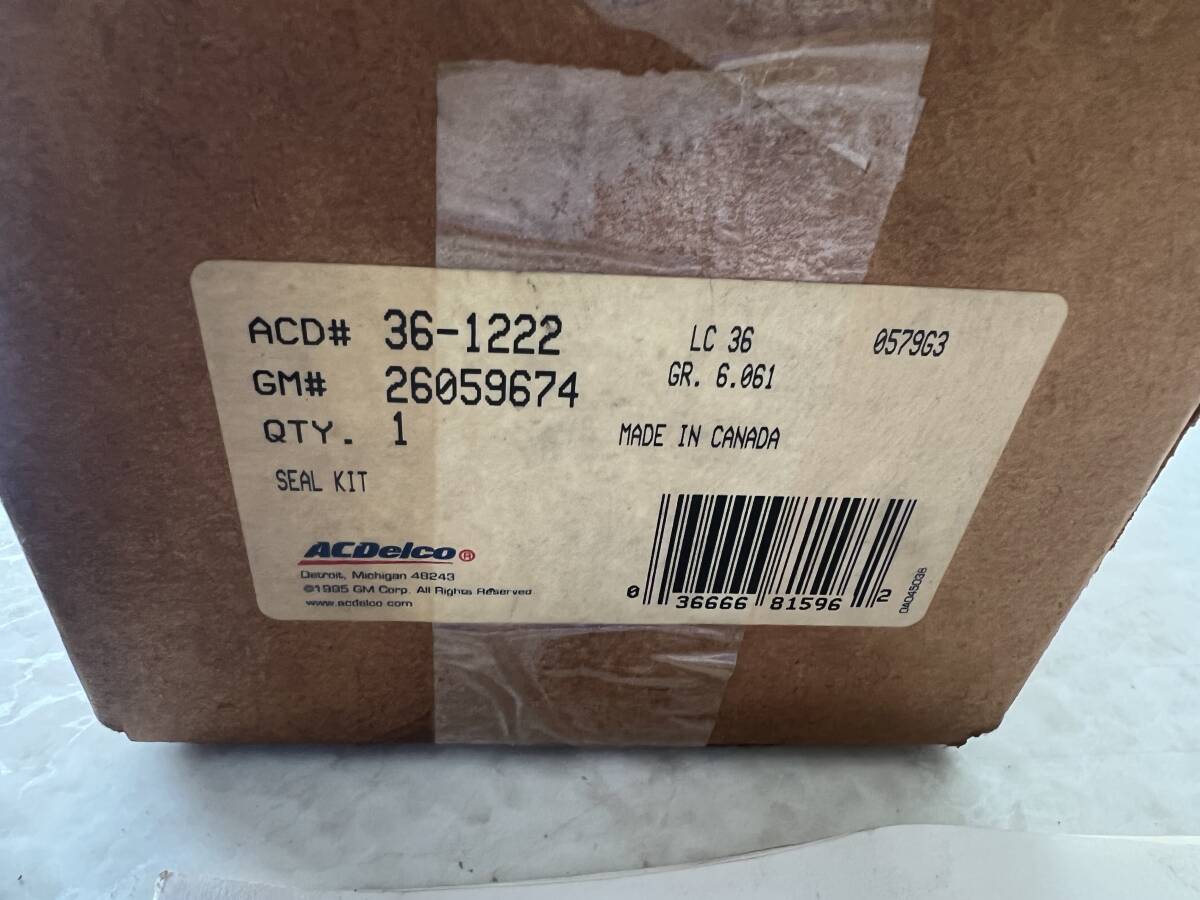 ACD# 36-1222 LC 36 0579G3
GM# 26059674 GR. 6.061
QTY. 1 MADE IN CANADA
SEAL KIT
ACDelco®
Detroit, Michigan 48243
©1995 GM Corp. All Rights Reserved
www.acdelco.com
0 36666 81596 2
0A045038